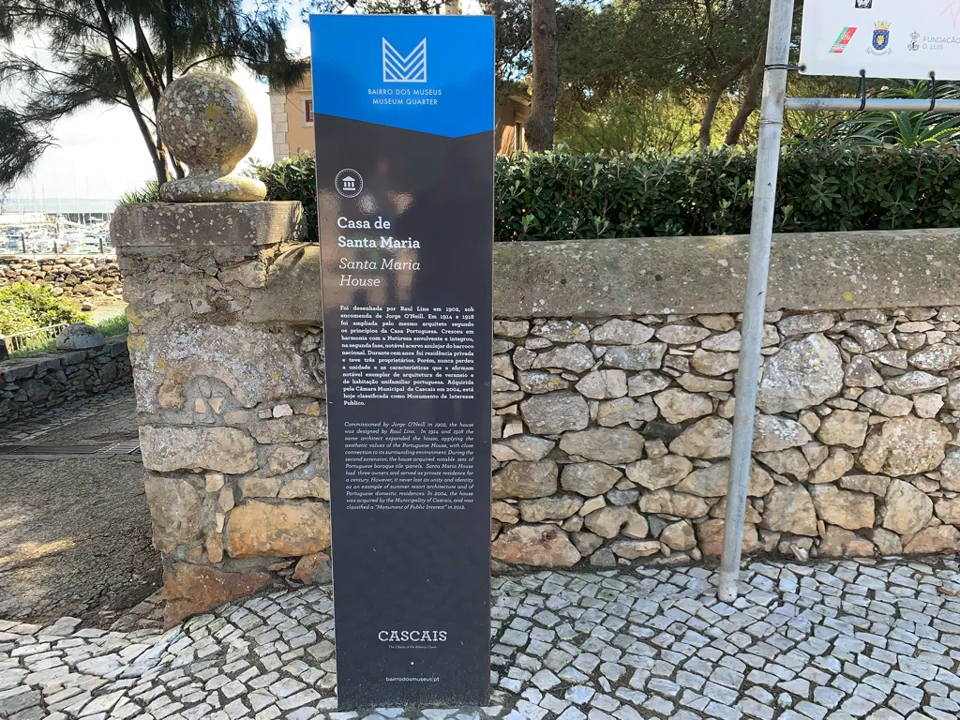 BAIRRO DOS MUSEUS
MUSEUM QUARTER
Casa de
Santa Maria
Santa Maria
House
Foi desenhada por Raul Lino em 1902, sob
encomenda de Jorge O'Neill. Em 1914 e 1918
foi ampliada pelo mesmo arquiteto segundo
os princípios da Casa Portuguesa. Cresceu em
harmonia com a Natureza envolvente e integrou,
na segunda fase, notável acervo azulejar do barroco
nacional. Durante cem anos foi residência privada
e teve três proprietários. Porém, nunca perdeu
a unidade e as características que a afirmam
notável exemplar de arquitetura de veraneio e
de habitação unifamiliar portuguesa. Adquirida
pela Câmara Municipal de Cascais em 2004, está
hoje classificada como Monumento de Interesse
Público.
Commissioned by Jorge O'Neill in 1902, the house
was designed by Raul Lino. In 1914 and 1918 the
same architect expanded the house, applying the
aesthetic values of the Portuguese House, with close
connection to its surrounding environment. During the
second extension, the house acquired notable sets of
Portuguese baroque tile panels. Santa Maria House
had three owners and served as private residence for
a century. However, it never lost its unity and identity
as an example of summer resort architecture and of
Portuguese domestic residences. In 2004, the house
was acquired by the Municipality of Cascais, and was
classified a "Monument of Public Interest" in 2012.
CASCAIS
bairrodosmuseus.pt
FUNDAÇÃO
D. LUIS